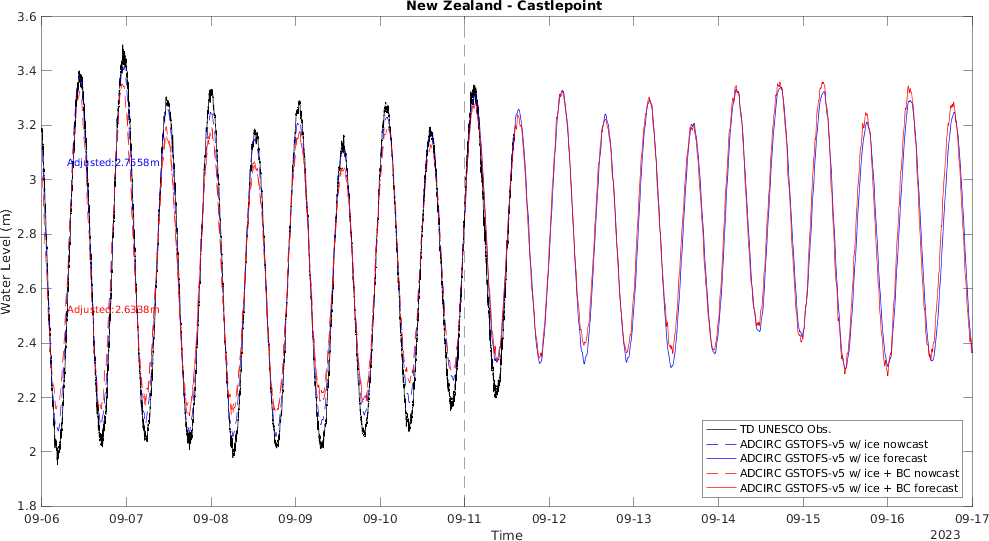 New Zealand - Castlepoint
Water Level (m)
3.6
3.4
3.2
3
2.8
2.6
2.4
2.2
2
1.8
Adjusted:2.7558m
Adjusted:2.6338m
TD UNESCO Obs.
ADCIRC GSTOFS-v5 w/ ice nowcast
ADCIRC GSTOFS-v5 w/ ice forecast
ADCIRC GSTOFS-v5 w/ ice + BC nowcast
ADCIRC GSTOFS-v5 w/ ice + BC forecast
09-06 09-07 09-08 09-09 09-10 09-11 09-12 09-13 09-14 09-15 09-16 09-17
Time
2023